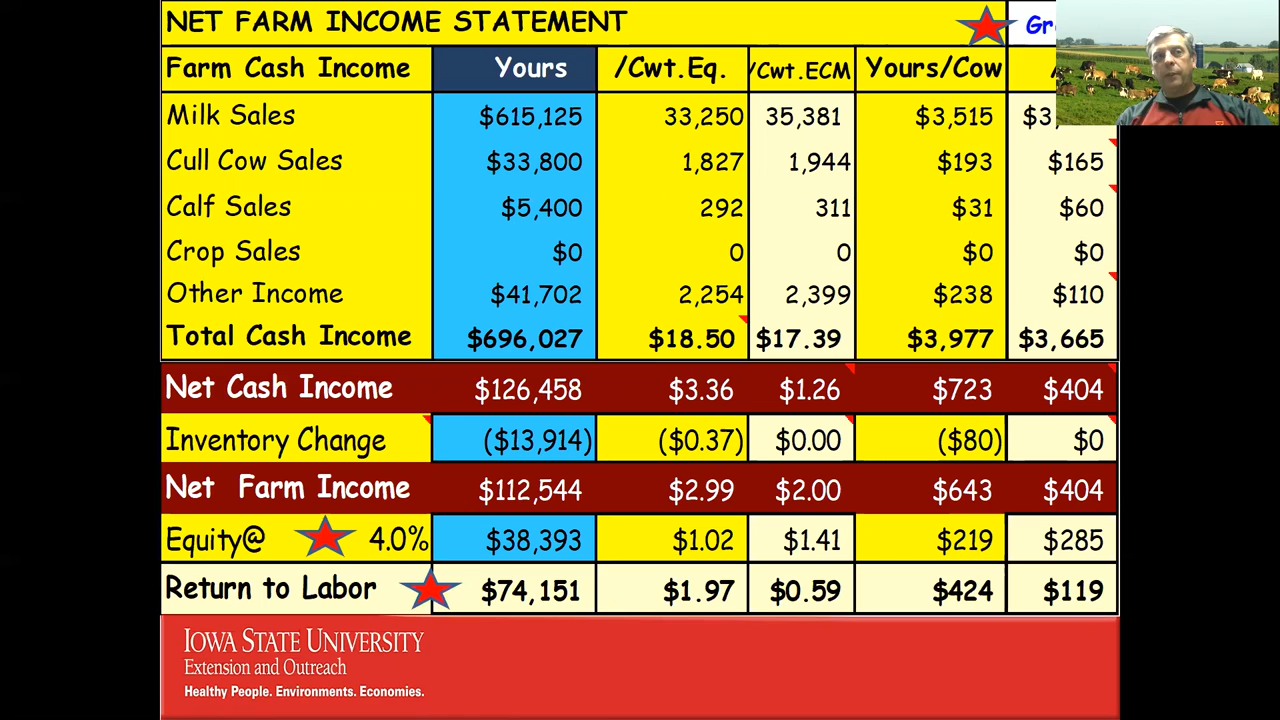 NET FARM INCOME STATEMENT
Farm Cash Income Yours /Cwt.Eq. /Cwt.ECM Yours/Cow
Milk Sales $615,125 33,250 35,381 $3,515 $3,
Cull Cow Sales $33,800 1,827 1,944 $193 $165
Calf Sales $5,400 292 311 $31 $60
Crop Sales $0 0 0 $0 $0
Other Income $41,702 2,254 2,399 $238 $110
Total Cash Income $696,027 $18.50 $17.39 $3,977 $3,665
Net Cash Income $126,458 $3.36 $1.26 $723 $404
Inventory Change ($13,914) ($0.37) $0.00 ($80) $0
Net Farm Income $112,544 $2.99 $2.00 $643 $404
Equity@ 4.0% $38,393 $1.02 $1.41 $219 $285
Return to Labor $74,151 $1.97 $0.59 $424 $119
IOWA STATE UNIVERSITY
Extension and Outreach
Healthy People. Environments. Economies.